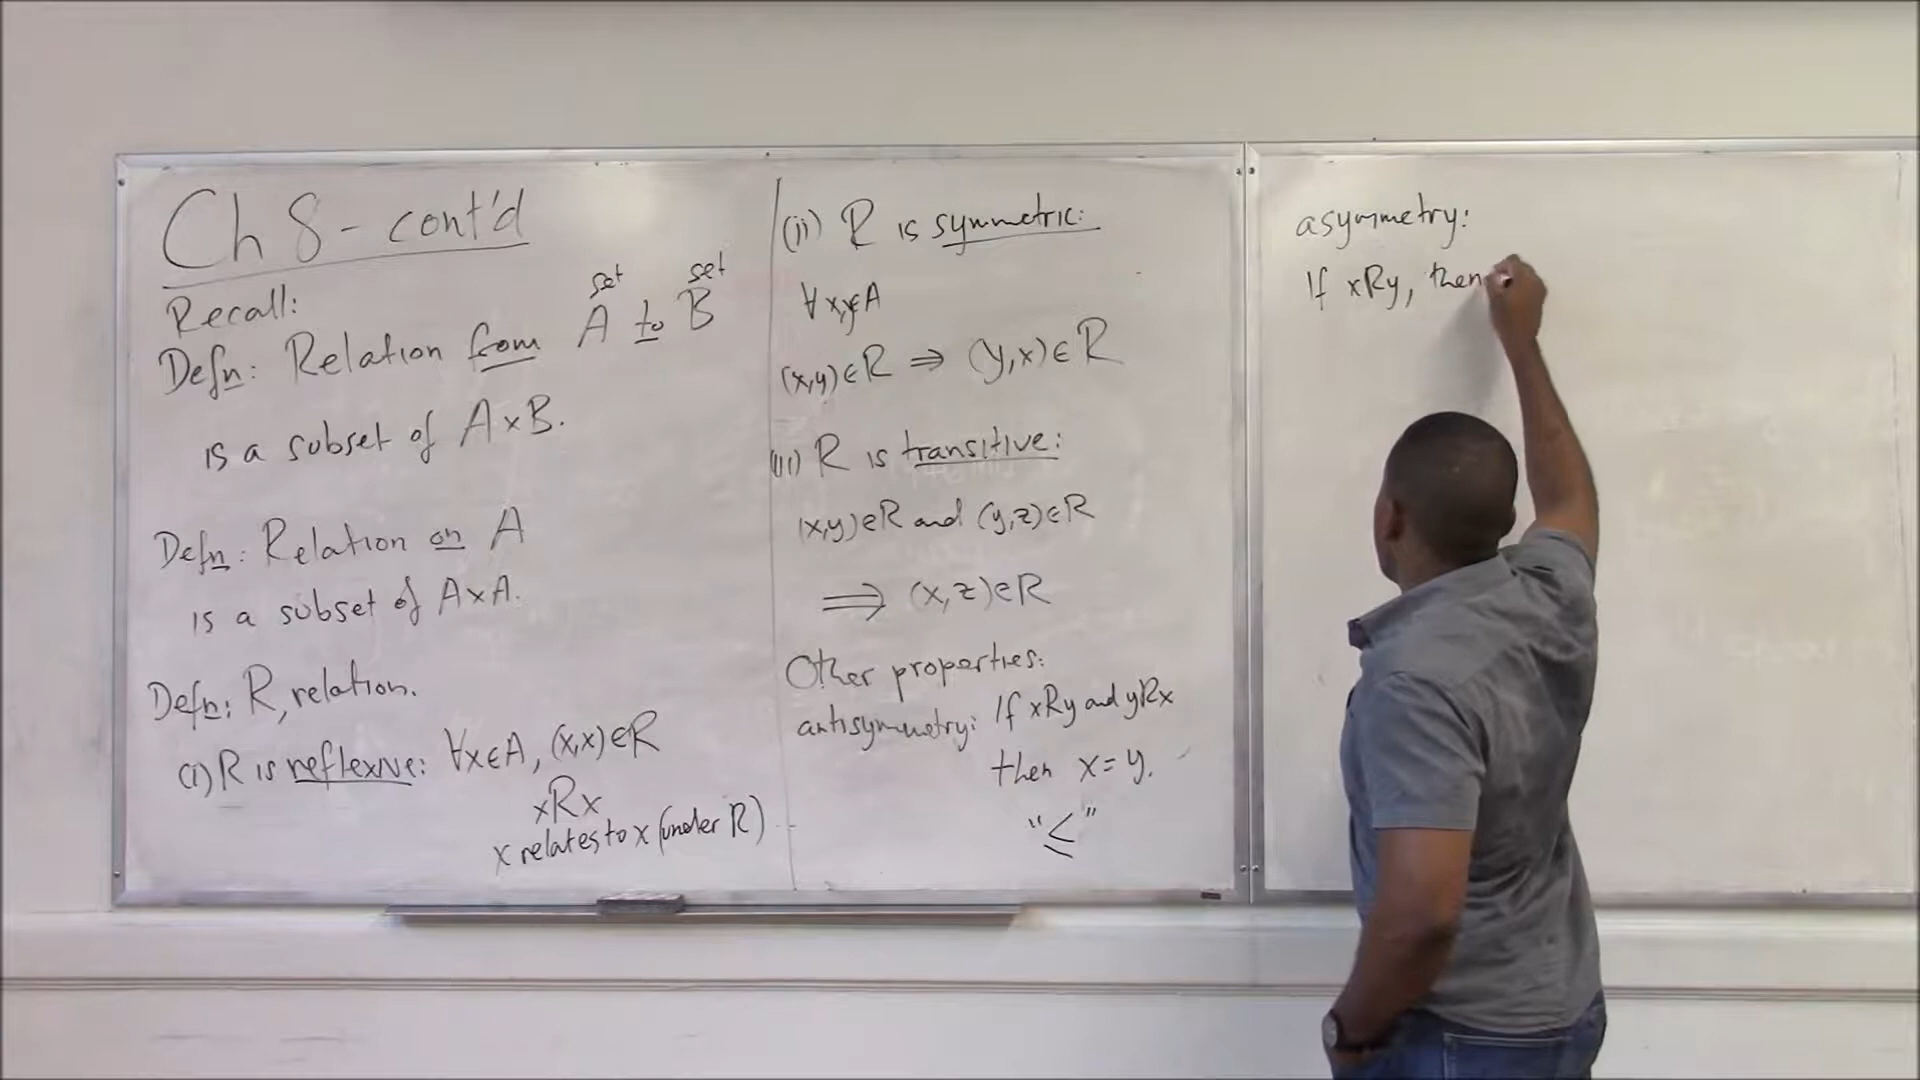 Ch 8 - cont'd
Recall:
set set
Defn: Relation from A to B
is a subset of A×B.
Defn: Relation on A
is a subset of A×A.
Defn: R, relation.
(i) R is reflexive: ∀x∈A, (x,x)∈R
xRx
x relates to x (under R)
(ii) R is symmetric:
∀x,y∈A
(x,y)∈R ⇒ (y,x)∈R
(iii) R is transitive:
(x,y)∈R and (y,z)∈R
⟹ (x,z)∈R
Other properties:
antisymmetry: If xRy and yRx
then x=y.
"≤"
asymmetry:
If xRy, then